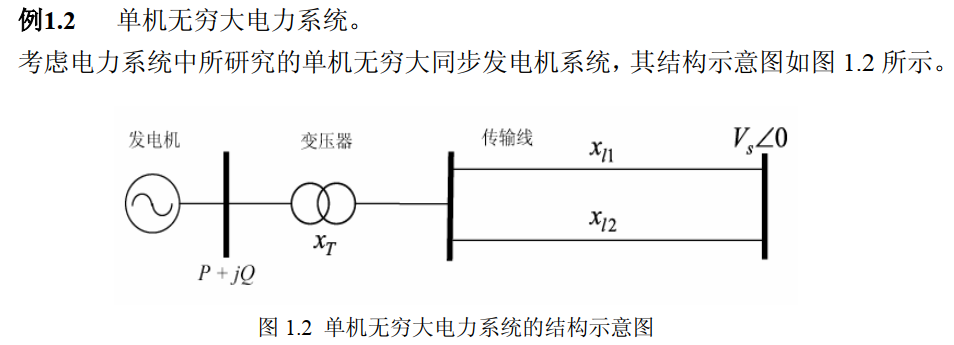 例1.2 单机无穷大电力系统。
考虑电力系统中所研究的单机无穷大同步发电机系统，其结构示意图如图 1.2 所示。
发电机 变压器 传输线 x_{l1} V_s∠0
x_T x_{l2}
P + jQ
图 1.2 单机无穷大电力系统的结构示意图